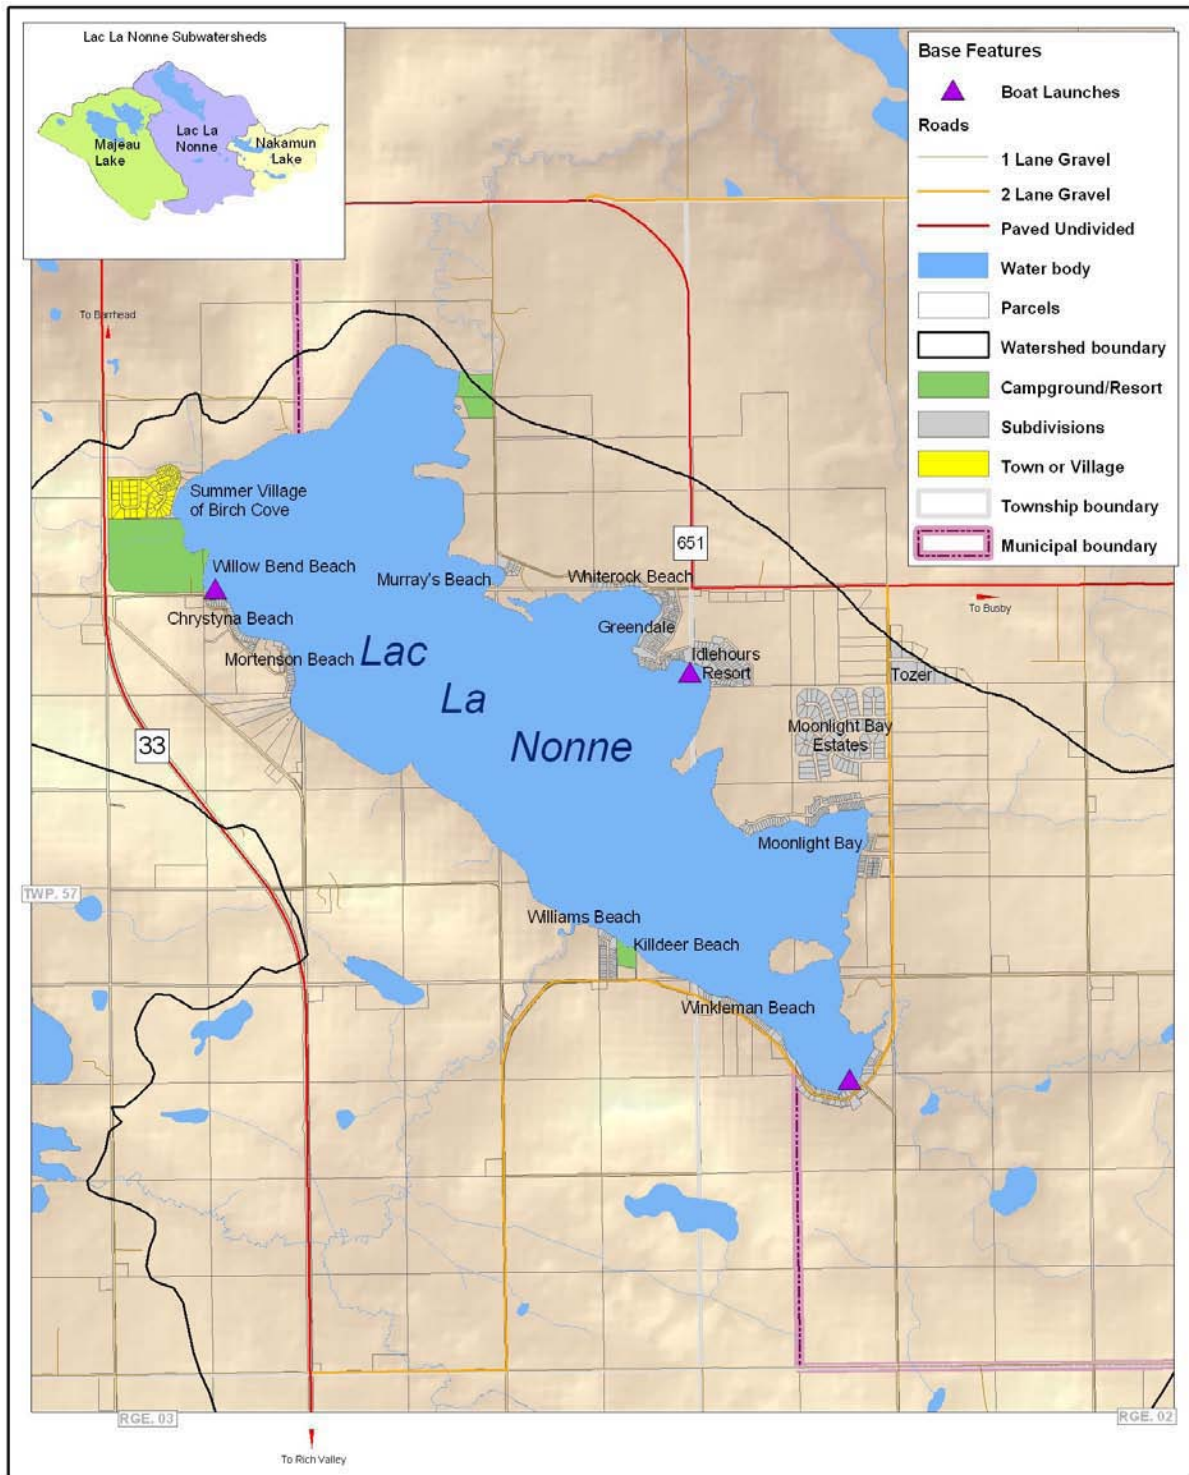 Lac La Nonne Subwatersheds
Majeau
Lake
Lac La
Nonne
Nakamun
Lake
Base Features
Boat Launches
Roads
1 Lane Gravel
2 Lane Gravel
Paved Undivided
Water body
Parcels
Watershed boundary
Campground/Resort
Subdivisions
Town or Village
Township boundary
Municipal boundary
To Barrhead
Summer Village
of Birch Cove
Willow Bend Beach
Murray's Beach
651
Whiterock Beach
To Busby
Chrystyna Beach
Greendale
Mortenson Beach
Idlehours
Resort
Tozer
Lac
La
Nonne
33
Moonlight Bay
Estates
Moonlight Bay
TWP. 57
Williams Beach
Killdeer Beach
Winkleman Beach
RGE. 03
RGE. 02
To Rich Valley